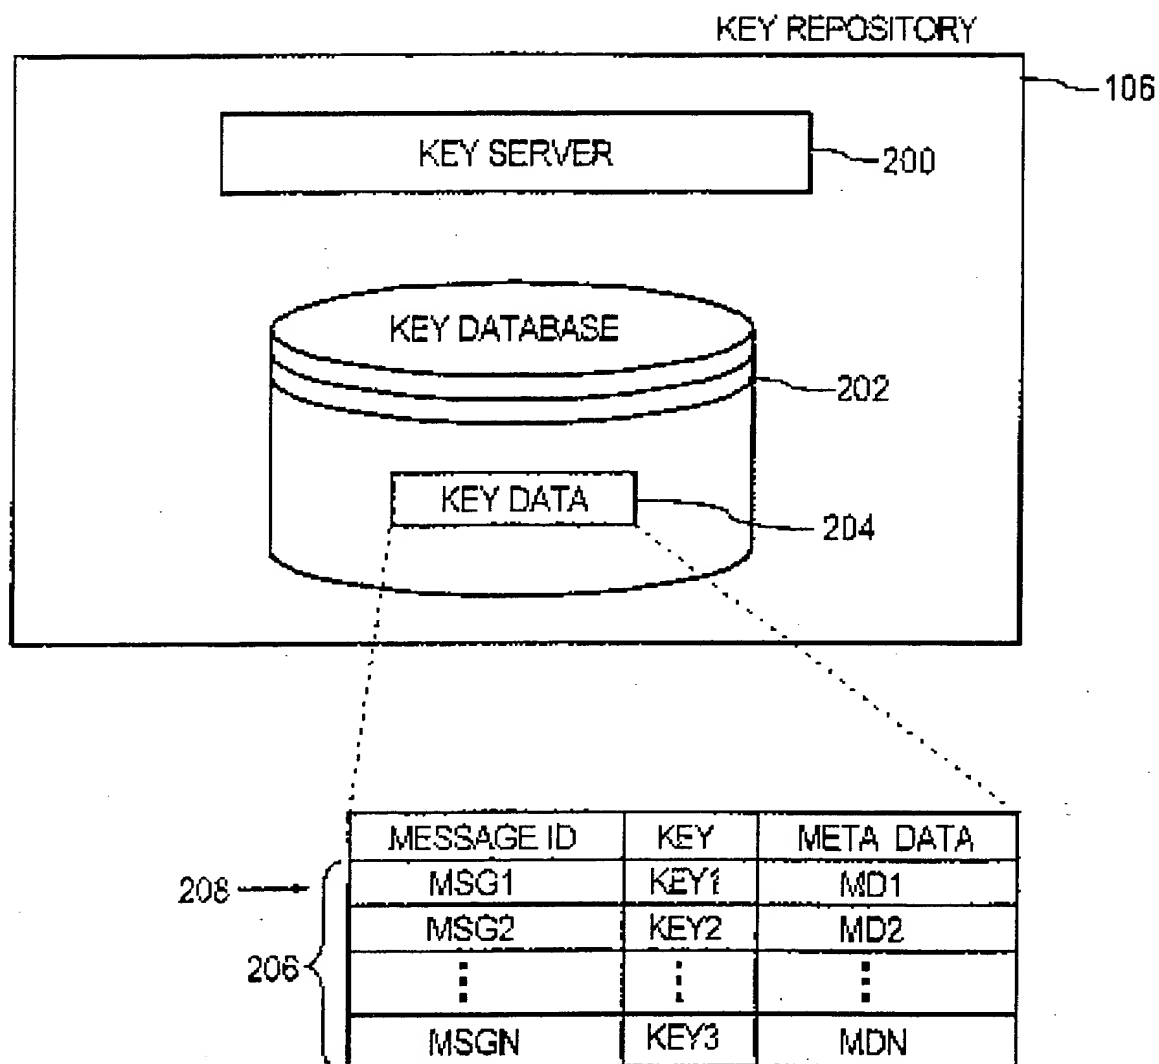 KEY REPOSITORY
106
KEY SERVER
200
KEY DATABASE
202
KEY DATA
204
MESSAGE ID KEY META DATA
208
MSG1 KEY1 MD1
MSG2 KEY2 MD2
206
MSGN KEY3 MDN